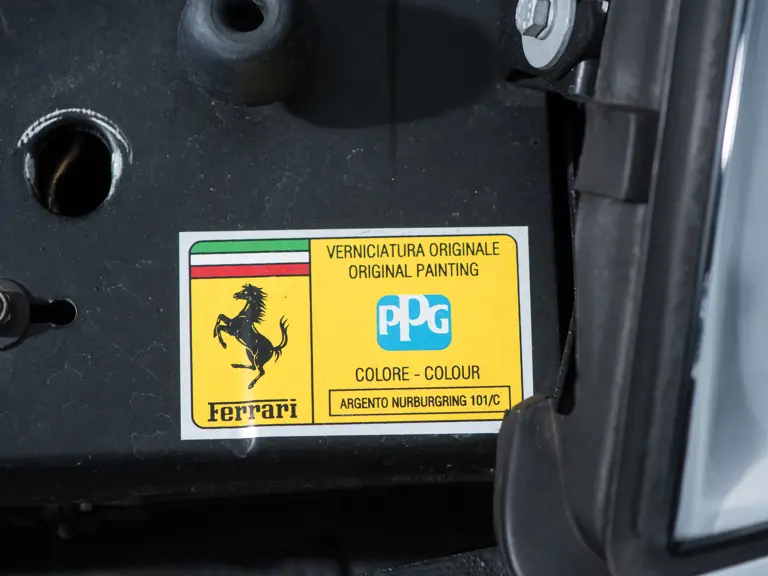 VERNICIATURA ORIGINALE
ORIGINAL PAINTING
PPG
COLORE - COLOUR
ARGENTO NURBURGRING 101/C
Ferrari